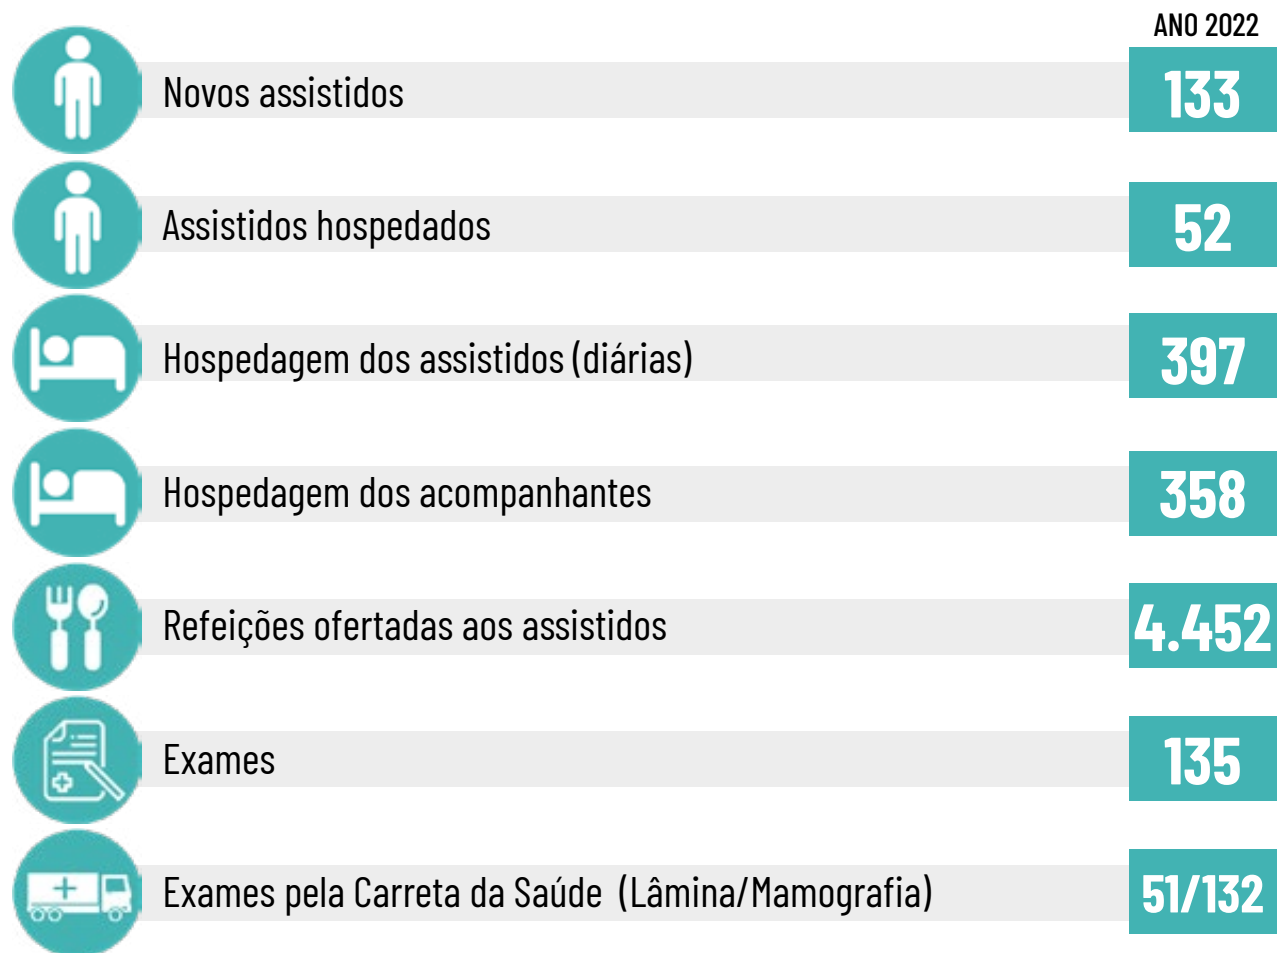 ANO 2022
Novos assistidos 133
Assistidos hospedados 52
Hospedagem dos assistidos (diárias) 397
Hospedagem dos acompanhantes 358
Refeições ofertadas aos assistidos 4.452
Exames 135
Exames pela Carreta da Saúde (Lâmina/Mamografia) 51/132